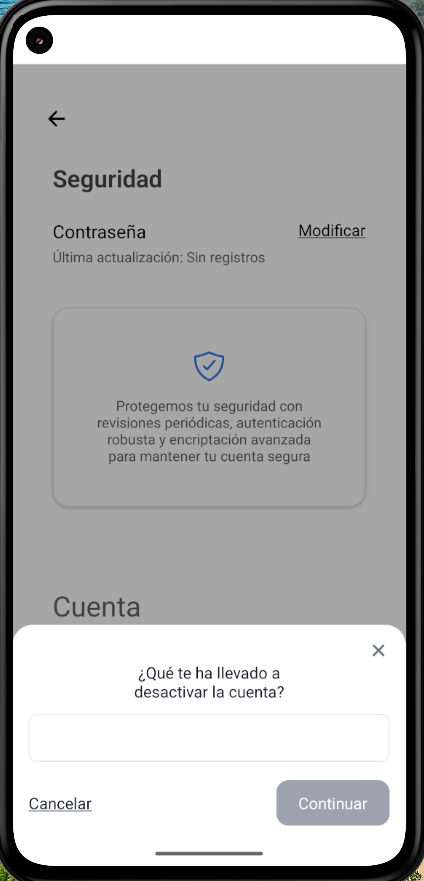 Seguridad
Contraseña
Modificar
Última actualización: Sin registros
Protegemos tu seguridad con
revisiones periódicas, autenticación
robusta y encriptación avanzada
para mantener tu cuenta segura
Cuenta
¿Qué te ha llevado a
desactivar la cuenta?
Cancelar
Continuar